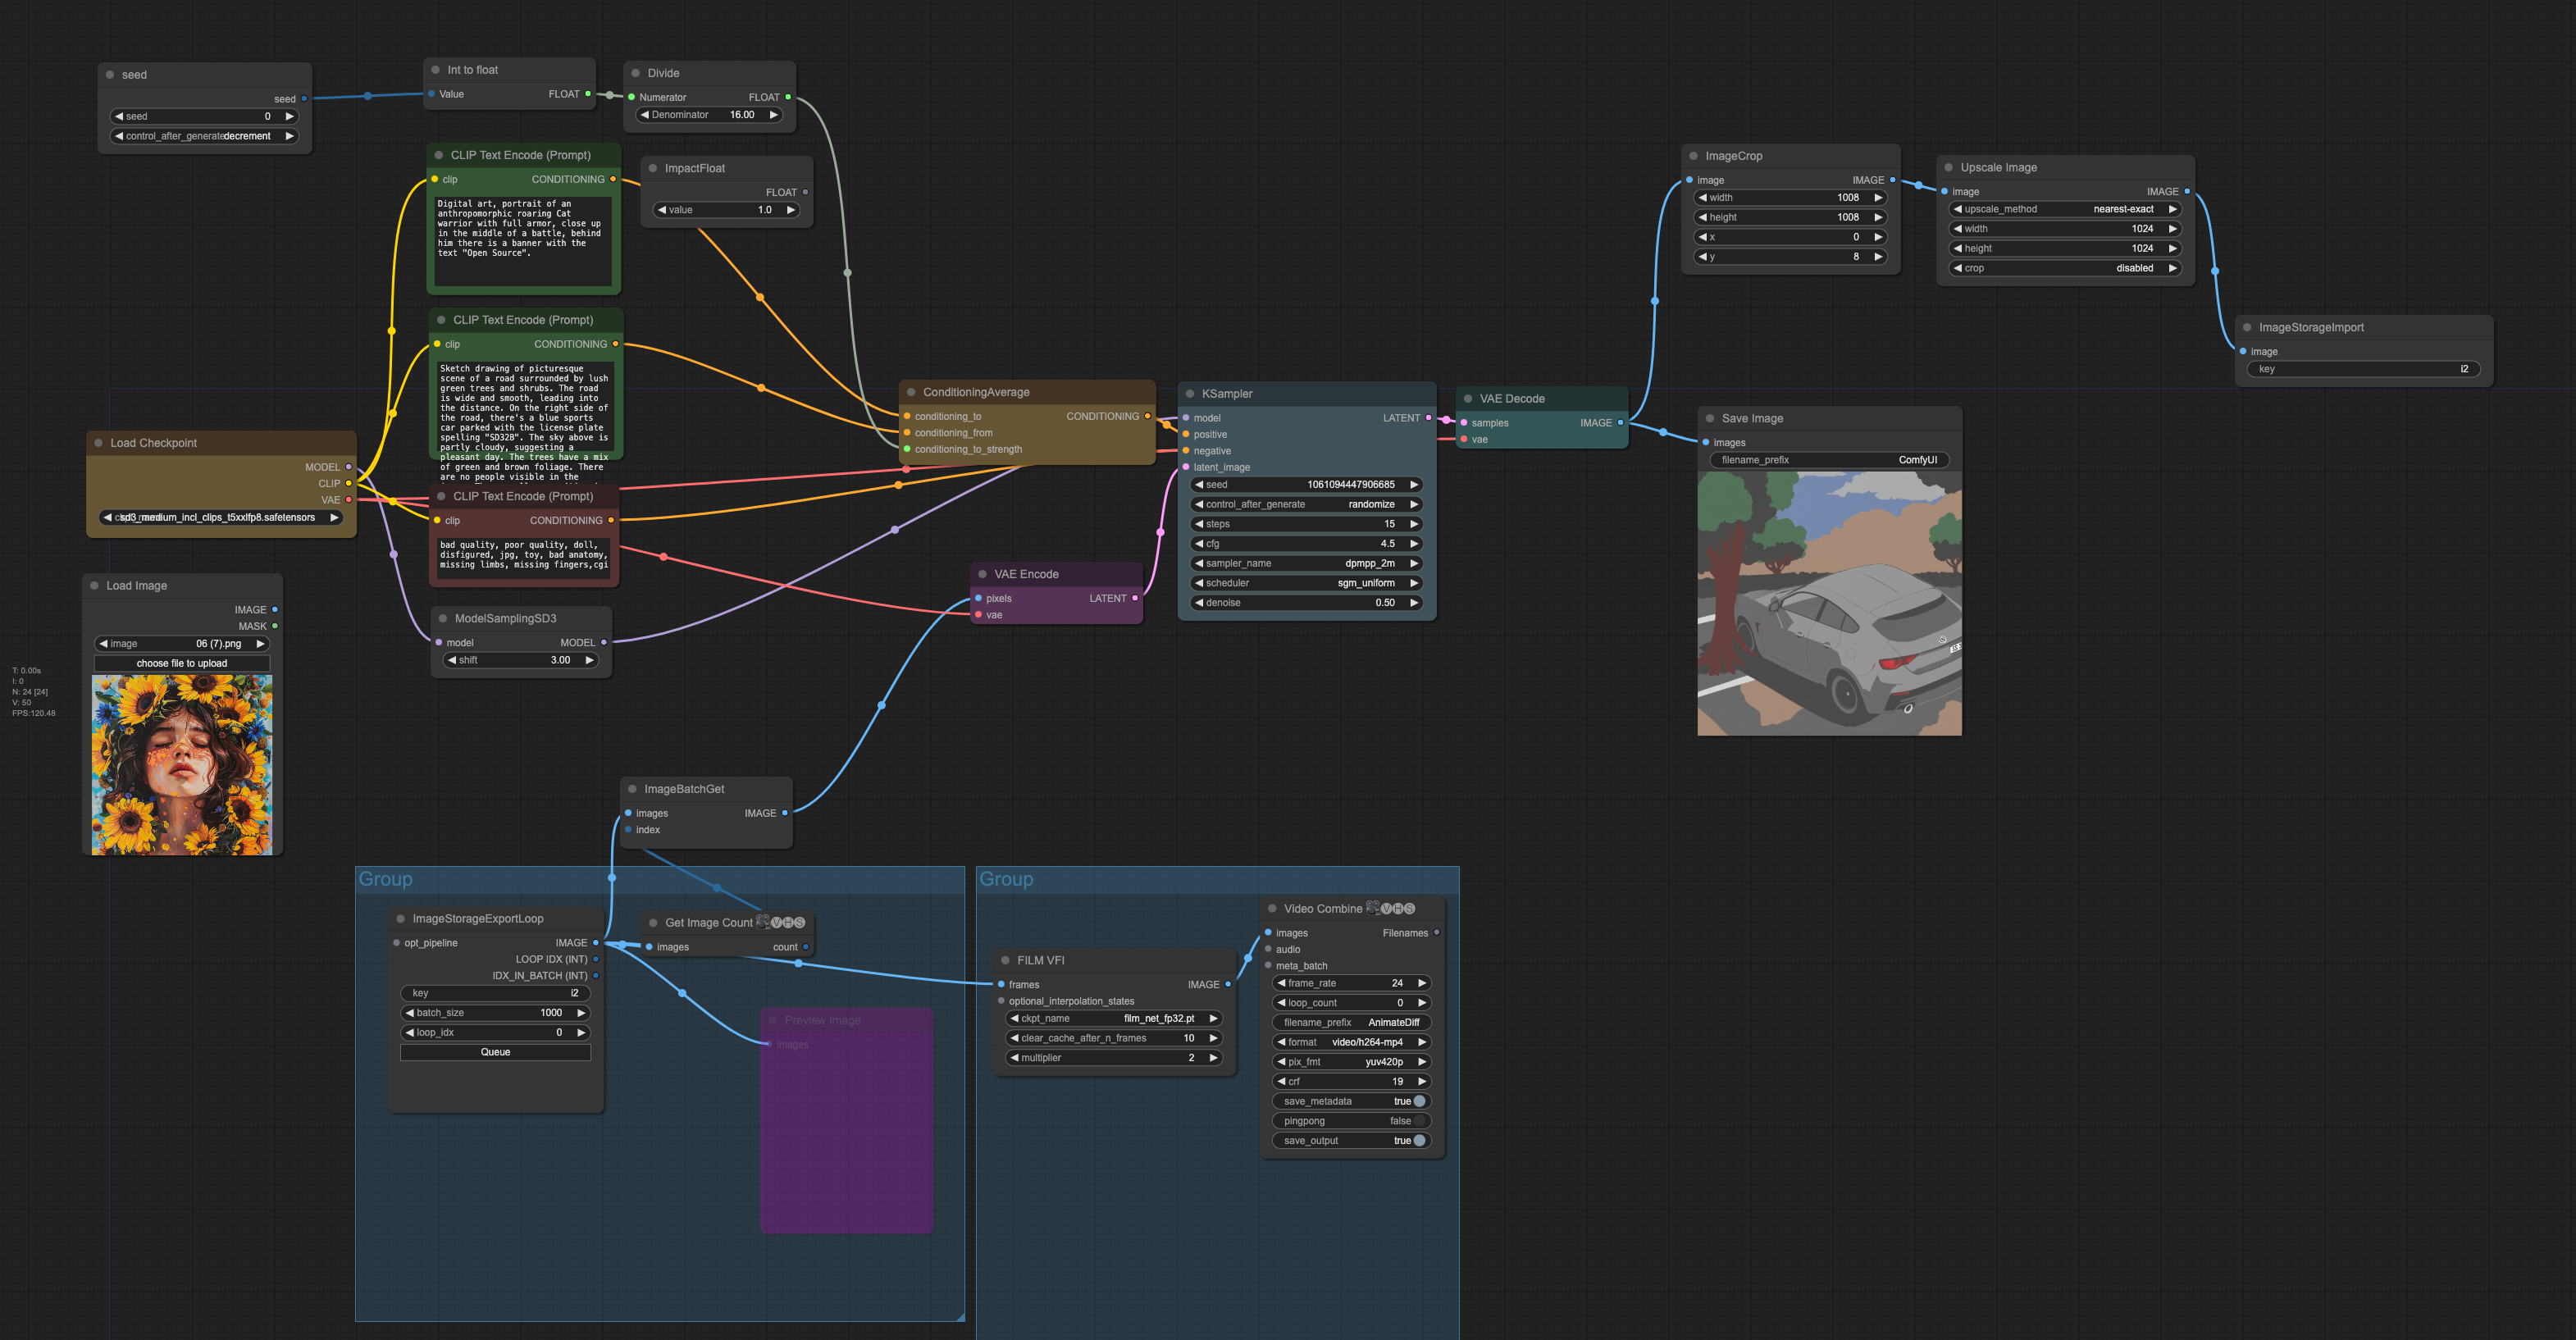 seed
seed
seed 0
control_after_generate decrement
Int to float
Value FLOAT
Divide
Numerator FLOAT
Denominator 16.00
CLIP Text Encode (Prompt)
clip CONDITIONING
Digital art, portrait of an
anthropomorphic roaring Cat
warrior with full armor, close up
in the middle of a battle, behind
him there is a banner with the
text "Open Source".
ImpactFloat
FLOAT
value 1.0
CLIP Text Encode (Prompt)
clip CONDITIONING
Sketch drawing of picturesque
scene of a road surrounded by lush
green trees and shrubs. The road
is wide and smooth, leading into
the distance. On the right side of
the road, there's a blue sports
car parked with the license plate
spelling "SD32B". The sky above is
partly cloudy, suggesting a
pleasant day. The trees have a mix
of green and brown foliage. There
are no people visible in the
CLIP Text Encode (Prompt)
clip CONDITIONING
bad quality, poor quality, doll,
disfigured, jpg, toy, bad anatomy,
missing limbs, missing fingers,cgi
Load Checkpoint
MODEL
CLIP
VAE
sd3_medium_incl_clips_t5xxlfp8.safetensors
Load Image
IMAGE
MASK
image 06 (7).png
choose file to upload
T: 0.00s
I: 0
N: 24 [24]
V: 50
FPS:120.48
ModelSamplingSD3
model MODEL
shift 3.00
ConditioningAverage
conditioning_to CONDITIONING
conditioning_from
conditioning_to_strength
VAE Encode
pixels LATENT
vae
KSampler
model LATENT
positive
negative
latent_image
seed 1061094447906685
control_after_generate randomize
steps 15
cfg 4.5
sampler_name dpmpp_2m
scheduler sgm_uniform
denoise 0.50
VAE Decode
samples IMAGE
vae
ImageCrop
image IMAGE
width 1008
height 1008
x 0
y 8
Upscale Image
image IMAGE
upscale_method nearest-exact
width 1024
height 1024
crop disabled
ImageStorageImport
image
key i2
Save Image
images
filename_prefix ComfyUI
ImageBatchGet
images IMAGE
index
Group
ImageStorageExportLoop
opt_pipeline IMAGE
LOOP IDX (INT)
IDX_IN_BATCH (INT)
key i2
batch_size 1000
loop_idx 0
Queue
Get Image Count 🎥🅥🅗🅢
images count
Preview Image
images
Group
FILM VFI
frames IMAGE
optional_interpolation_states
ckpt_name film_net_fp32.pt
clear_cache_after_n_frames 10
multiplier 2
Video Combine 🎥🅥🅗🅢
images Filenames
audio
meta_batch
frame_rate 24
loop_count 0
filename_prefix AnimateDiff
format video/h264-mp4
pix_fmt yuv420p
crf 19
save_metadata true
pingpong false
save_output true